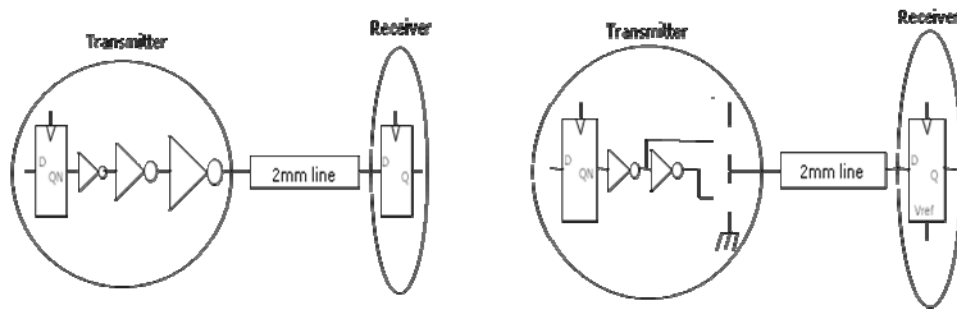 Transmitter
Receiver
D
QN
2mm line
D
Q
Transmitter
Receiver
D
QN
2mm line
D
Q
Vref